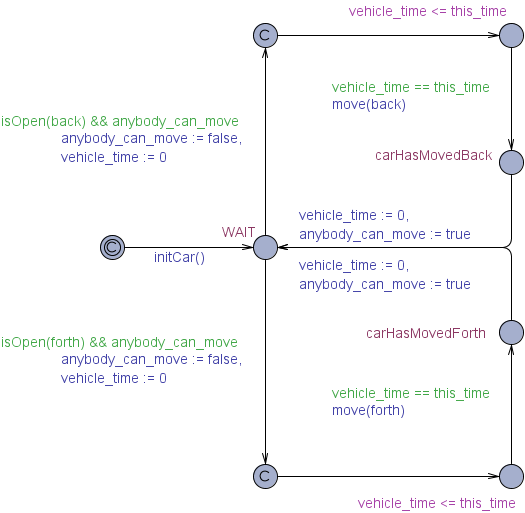 vehicle_time <= this_time
C
vehicle_time == this_time
move(back)
isOpen(back) && anybody_can_move
anybody_can_move := false,
vehicle_time := 0
carHasMovedBack
vehicle_time := 0,
anybody_can_move := true
WAIT
C
initCar()
vehicle_time := 0,
anybody_can_move := true
carHasMovedForth
isOpen(forth) && anybody_can_move
anybody_can_move := false,
vehicle_time := 0
vehicle_time == this_time
move(forth)
C
vehicle_time <= this_time